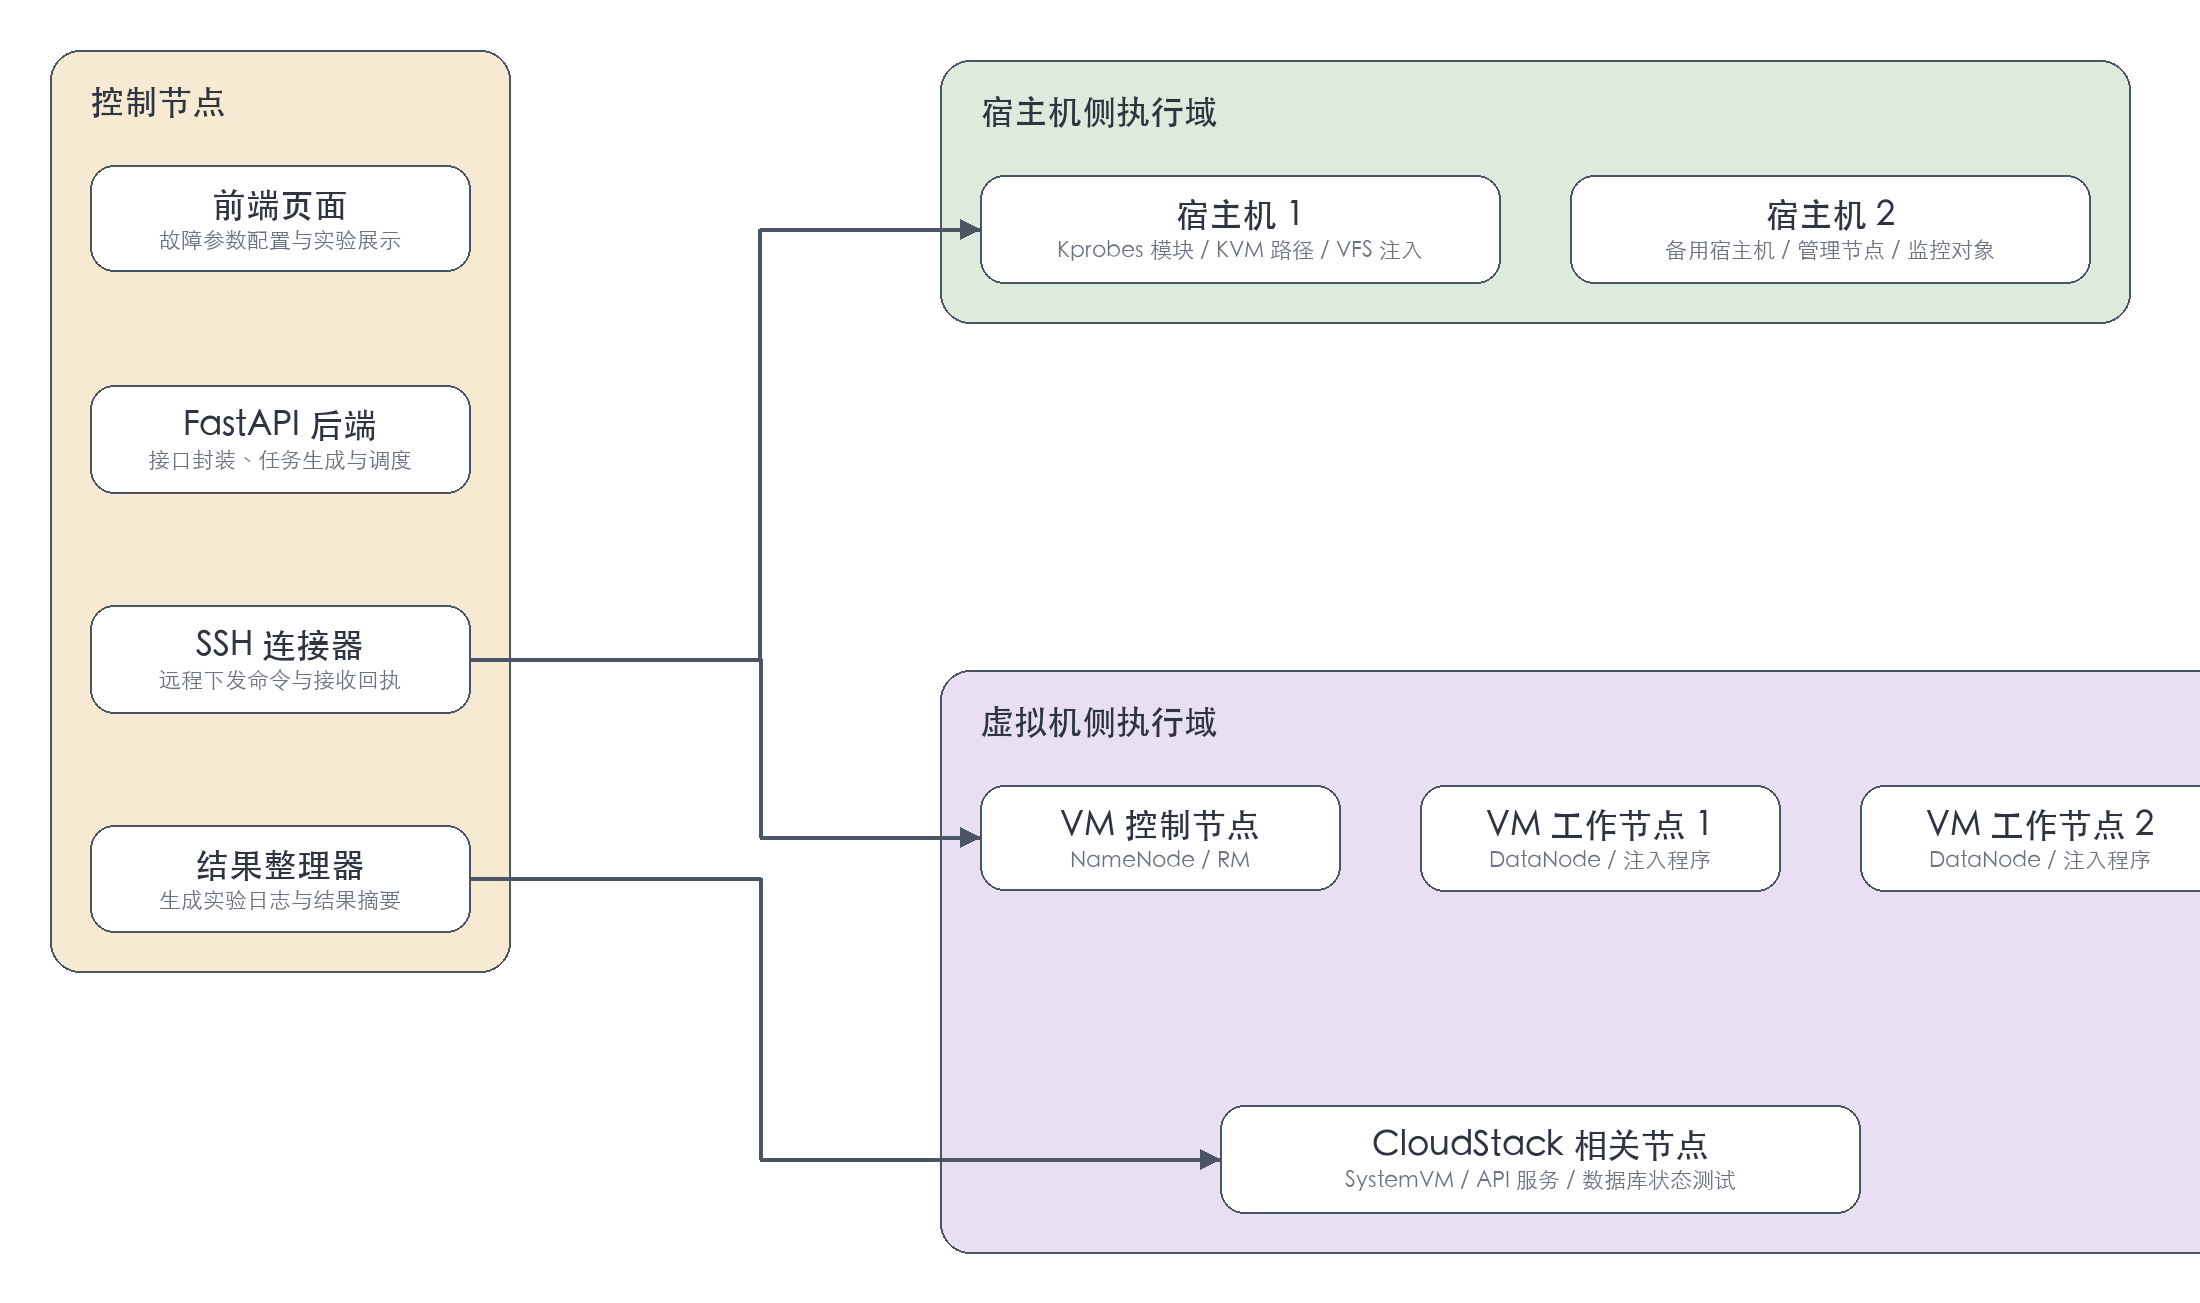 控制节点
前端页面
故障参数配置与实验展示
FastAPI 后端
接口封装、任务生成与调度
SSH 连接器
远程下发命令与接收回执
结果整理器
生成实验日志与结果摘要
宿主机侧执行域
宿主机 1
Kprobes 模块 / KVM 路径 / VFS 注入
宿主机 2
备用宿主机 / 管理节点 / 监控对象
虚拟机侧执行域
VM 控制节点
NameNode / RM
VM 工作节点 1
DataNode / 注入程序
VM 工作节点 2
DataNode / 注入程序
CloudStack 相关节点
SystemVM / API 服务 / 数据库状态测试